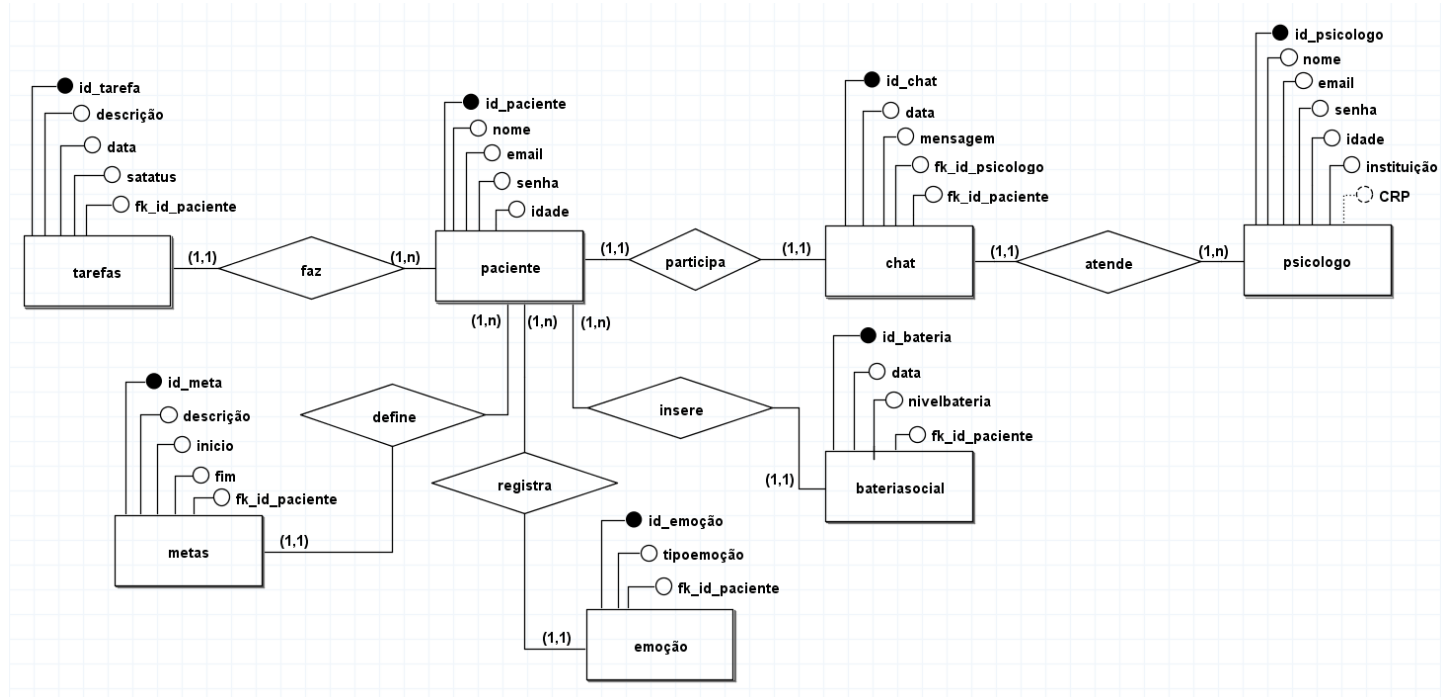 id_tarefa
descrição
data
satatus
fk_id_paciente
tarefas
(1,1)
faz
(1,n)
id_paciente
nome
email
senha
idade
paciente
(1,1)
participa
(1,1)
id_chat
data
mensagem
fk_id_psicologo
fk_id_paciente
chat
(1,1)
atende
(1,n)
id_psicologo
nome
email
senha
idade
instituição
CRP
psicologo
(1,n)
(1,n)
(1,n)
id_meta
descrição
inicio
fim
fk_id_paciente
metas
(1,1)
define
registra
(1,1)
id_emoção
tipoemoção
fk_id_paciente
emoção
insere
(1,1)
id_bateria
data
nivelbateria
fk_id_paciente
bateriasocial